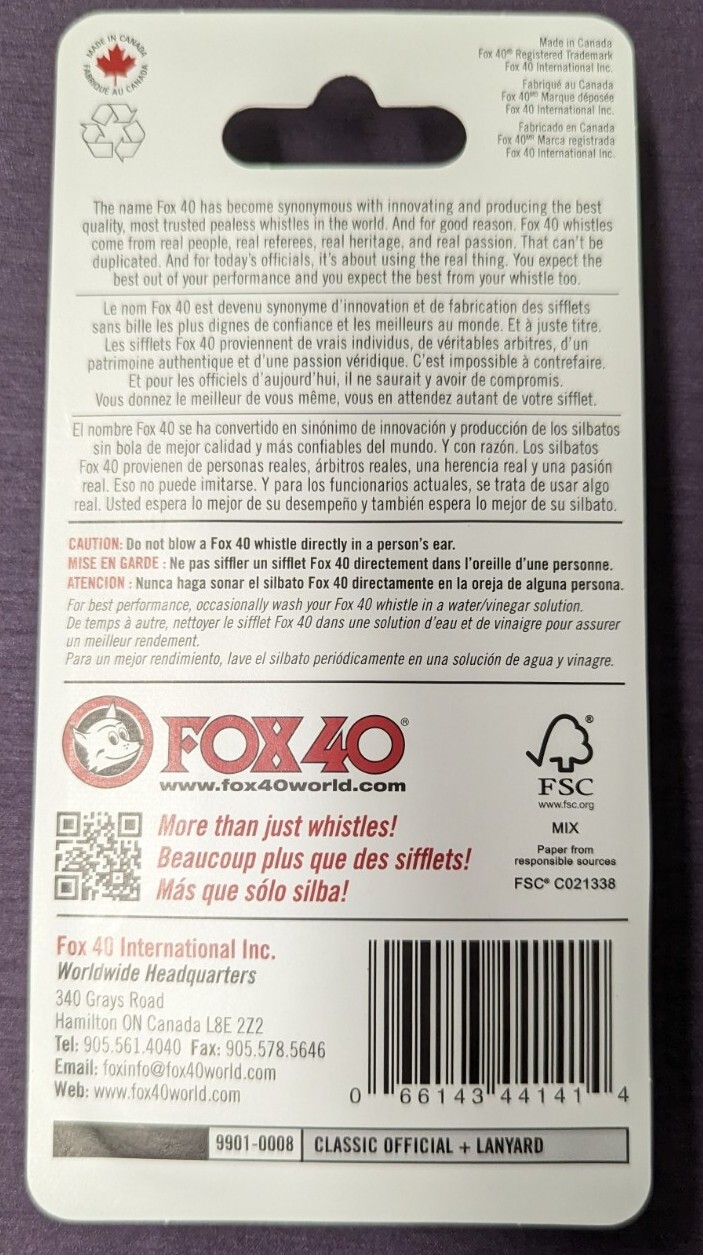 MADE IN CANADA
FABRIQUÉ AU CANADA
Made in Canada
Fox 40® Registered Trademark
Fox 40 International Inc.
Fabriqué au Canada
Fox 40ᴹᴰ Marque déposée
Fox 40 International Inc.
Fabricado en Canada
Fox 40ᴹᴿ Marca registrada
Fox 40 International Inc.
The name Fox 40 has become synonymous with innovating and producing the best
quality, most trusted pealess whistles in the world. And for good reason. Fox 40 whistles
come from real people, real referees, real heritage, and real passion. That can't be
duplicated. And for today's officials, it's about using the real thing. You expect the
best out of your performance and you expect the best from your whistle too.
Le nom Fox 40 est devenu synonyme d'innovation et de fabrication des sifflets
sans bille les plus dignes de confiance et les meilleurs au monde. Et à juste titre.
Les sifflets Fox 40 proviennent de vrais individus, de véritables arbitres, d'un
patrimoine authentique et d'une passion véridique. C'est impossible à contrefaire.
Et pour les officiels d'aujourd'hui, il ne saurait y avoir de compromis.
Vous donnez le meilleur de vous même, vous en attendez autant de votre sifflet.
El nombre Fox 40 se ha convertido en sinónimo de innovación y producción de los silbatos
sin bola de mejor calidad y más confiables del mundo. Y con razón. Los silbatos
Fox 40 provienen de personas reales, árbitros reales, una herencia real y una pasión
real. Eso no puede imitarse. Y para los funcionarios actuales, se trata de usar algo
real. Usted espera lo mejor de su desempeño y también espera lo mejor de su silbato.
CAUTION: Do not blow a Fox 40 whistle directly in a person's ear.
MISE EN GARDE : Ne pas siffler un sifflet Fox 40 directement dans l'oreille d'une personne.
ATENCION : Nunca haga sonar el silbato Fox 40 directamente en la oreja de alguna persona.
For best performance, occasionally wash your Fox 40 whistle in a water/vinegar solution.
De temps à autre, nettoyer le sifflet Fox 40 dans une solution d'eau et de vinaigre pour assurer
un meilleur rendement.
Para un mejor rendimiento, lave el silbato periódicamente en una solución de agua y vinagre.
FOX 40®
www.fox40world.com
More than just whistles!
Beaucoup plus que des sifflets!
Más que sólo silba!
®
FSC
www.fsc.org
MIX
Paper from
responsible sources
FSC® C021338
Fox 40 International Inc.
Worldwide Headquarters
340 Grays Road
Hamilton ON Canada L8E 2Z2
Tel: 905.561.4040 Fax: 905.578.5646
Email: foxinfo@fox40world.com
Web: www.fox40world.com
0 66143 44141 4
9901-0008 CLASSIC OFFICIAL + LANYARD